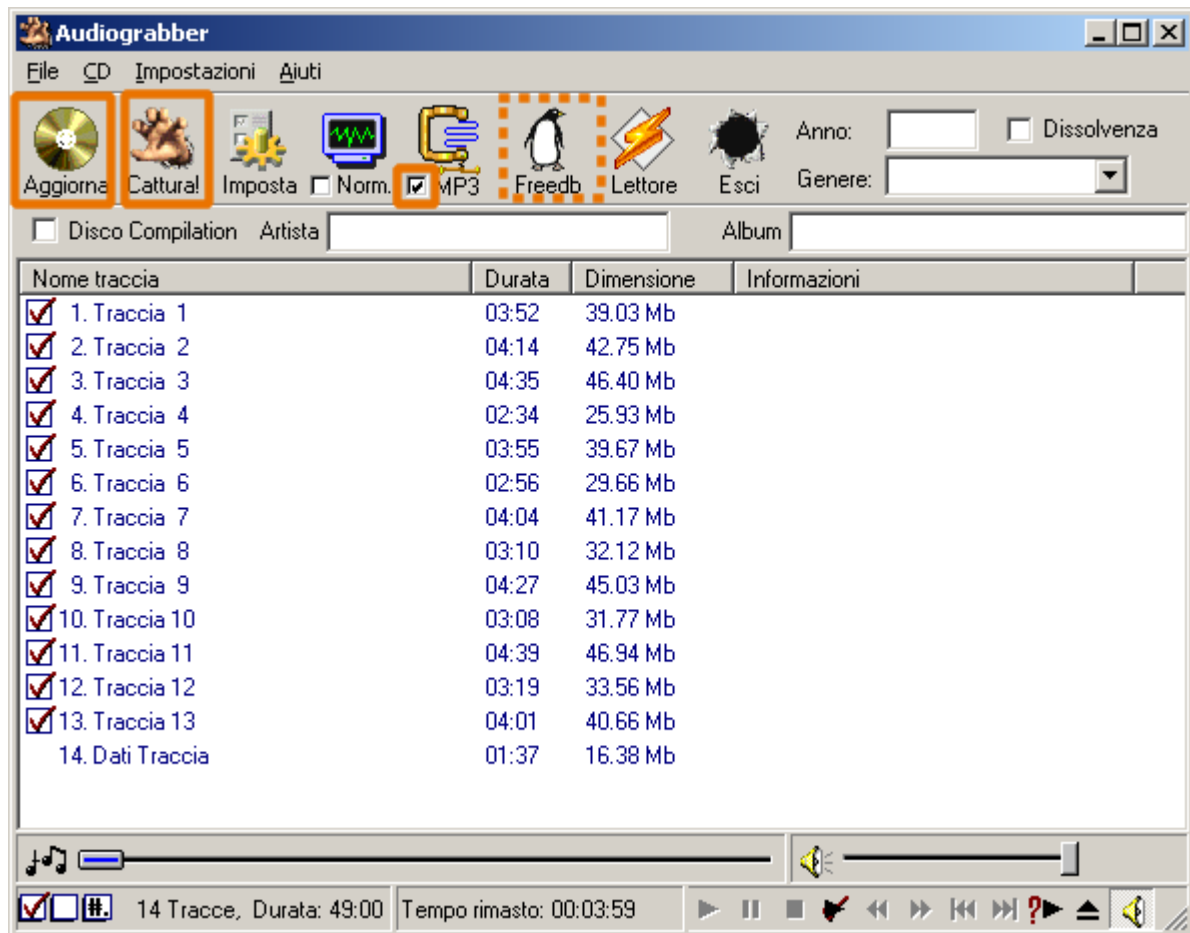 Audiograbber
File CD Impostazioni Aiuti
Aggiorna Cattura! Imposta Norm. MP3 Freedb Lettore Esci Anno: Dissolvenza
Genere:
Disco Compilation Artista Album
Nome traccia Durata Dimensione Informazioni
1. Traccia 1 03:52 39.03 Mb
2. Traccia 2 04:14 42.75 Mb
3. Traccia 3 04:35 46.40 Mb
4. Traccia 4 02:34 25.93 Mb
5. Traccia 5 03:55 39.67 Mb
6. Traccia 6 02:56 29.66 Mb
7. Traccia 7 04:04 41.17 Mb
8. Traccia 8 03:10 32.12 Mb
9. Traccia 9 04:27 45.03 Mb
10. Traccia 10 03:08 31.77 Mb
11. Traccia 11 04:39 46.94 Mb
12. Traccia 12 03:19 33.56 Mb
13. Traccia 13 04:01 40.66 Mb
14. Dati Traccia 01:37 16.38 Mb
#. 14 Tracce, Durata: 49:00 Tempo rimasto: 00:03:59 ?